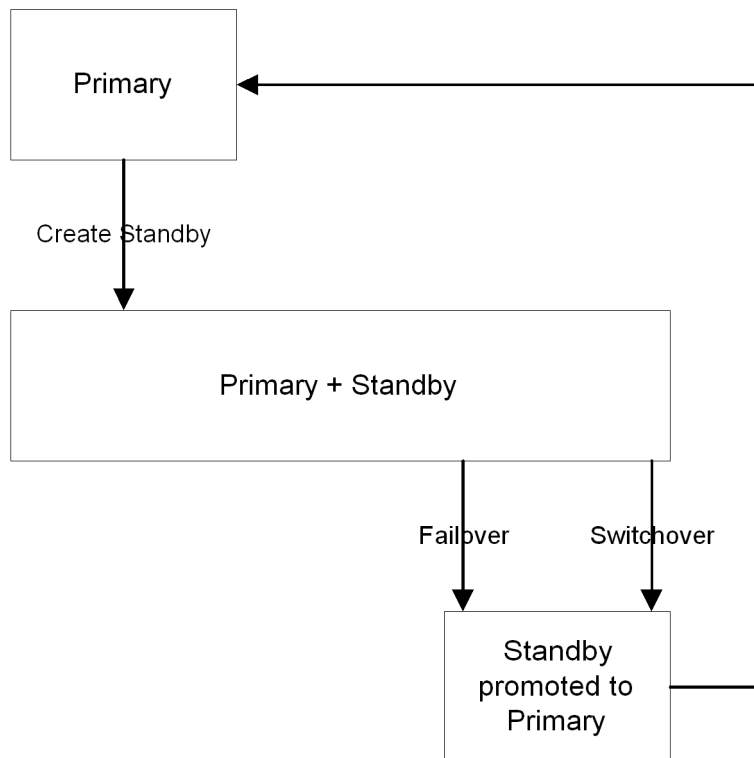 Primary
Create Standby
Primary + Standby
Failover
Switchover
Standby
promoted to
Primary